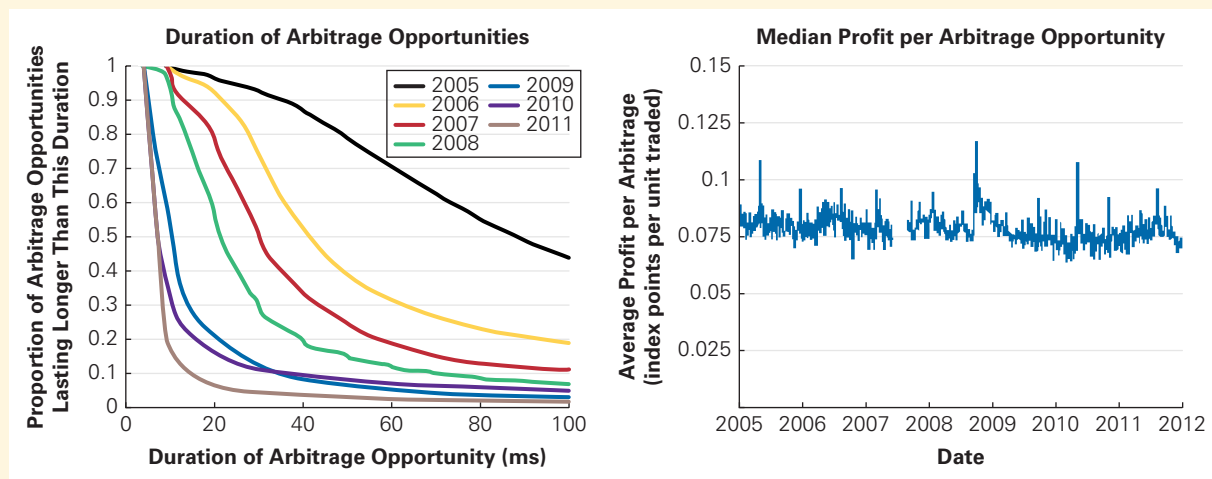 Duration of Arbitrage Opportunities
Proportion of Arbitrage Opportunities
Lasting Longer Than This Duration
1
0.9
0.8
0.7
0.6
0.5
0.4
0.3
0.2
0.1
0
2005 2009
2006 2010
2007 2011
2008
0 20 40 60 80 100
Duration of Arbitrage Opportunity (ms)
Median Profit per Arbitrage Opportunity
Average Profit per Arbitrage
(index points per unit traded)
0.15
0.125
0.1
0.075
0.05
0.025
2005 2006 2007 2008 2009 2010 2011 2012
Date